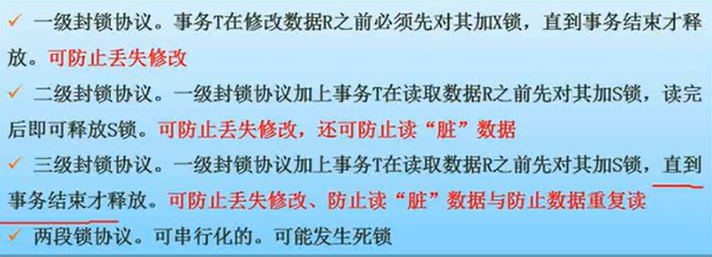 ✓ 一级封锁协议。事务T在修改数据R之前必须先对其加X锁，直到事务结束才释
放。可防止丢失修改
✓ 二级封锁协议。一级封锁协议加上事务T在读取数据R之前先对其加S锁，读完
后即可释放S锁。可防止丢失修改，还可防止读“脏”数据
✓ 三级封锁协议。一级封锁协议加上事务T在读取数据R之前先对其加S锁，直到
事务结束才释放。可防止丢失修改、防止读“脏”数据与防止数据重复读
✓ 两段锁协议。可串行化的。可能发生死锁